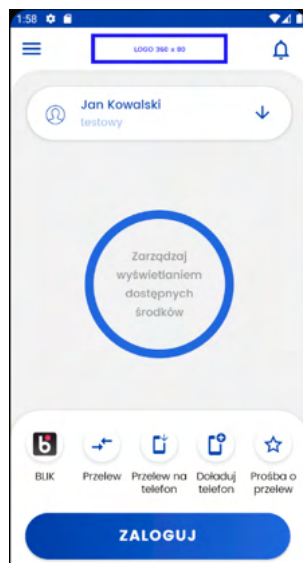 1:58
LOGO 360 x 80
Jan Kowalski
testowy
Zarządzaj
wyświetlaniem
dostępnych
środków
BLIK
Przelew
Przelew na
telefon
Doładuj
telefon
Prośba o
przelew
ZALOGUJ